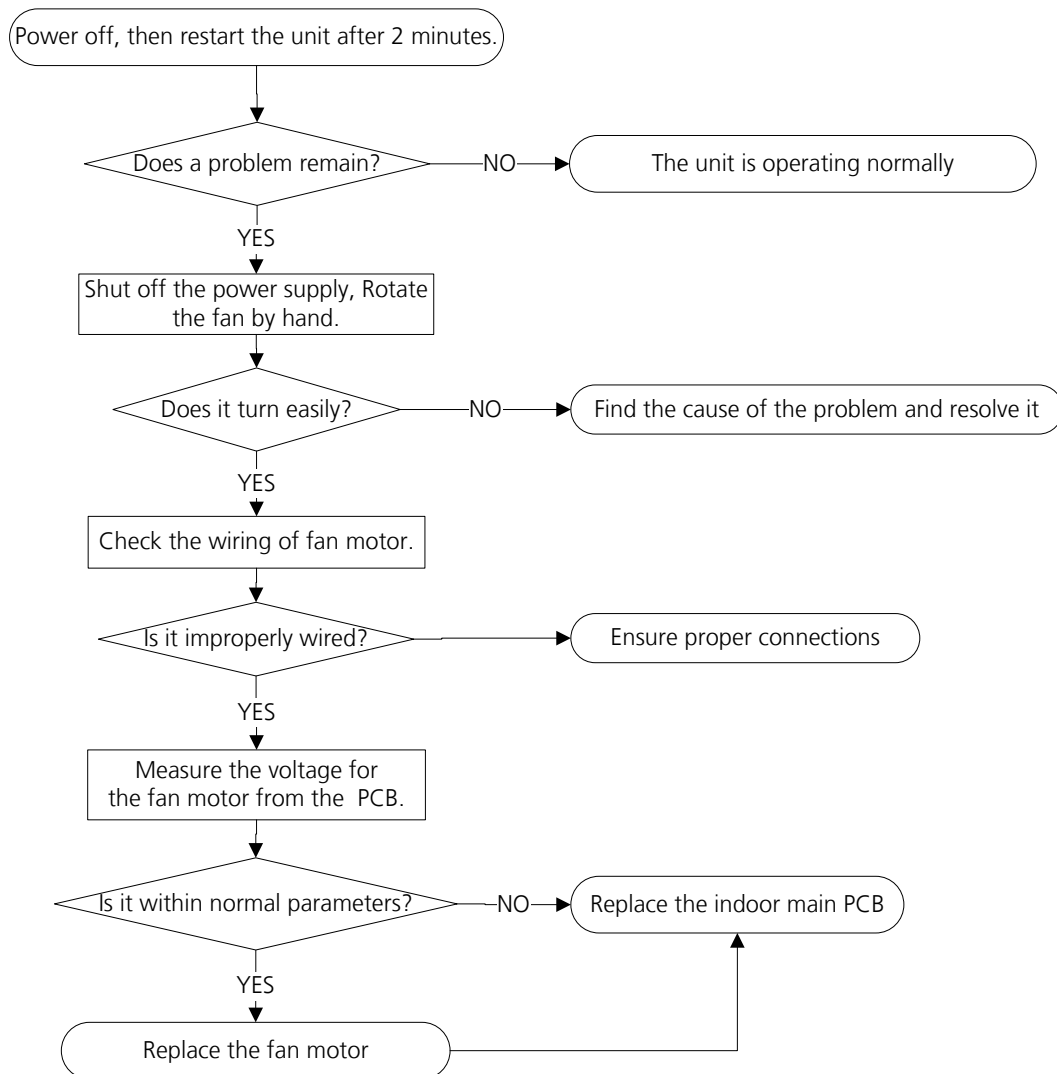 Power off, then restart the unit after 2 minutes.
Does a problem remain?
NO
The unit is operating normally
YES
Shut off the power supply, Rotate
the fan by hand.
Does it turn easily?
NO
Find the cause of the problem and resolve it
YES
Check the wiring of fan motor.
Is it improperly wired?
Ensure proper connections
YES
Measure the voltage for
the fan motor from the PCB.
Is it within normal parameters?
NO
Replace the indoor main PCB
YES
Replace the fan motor